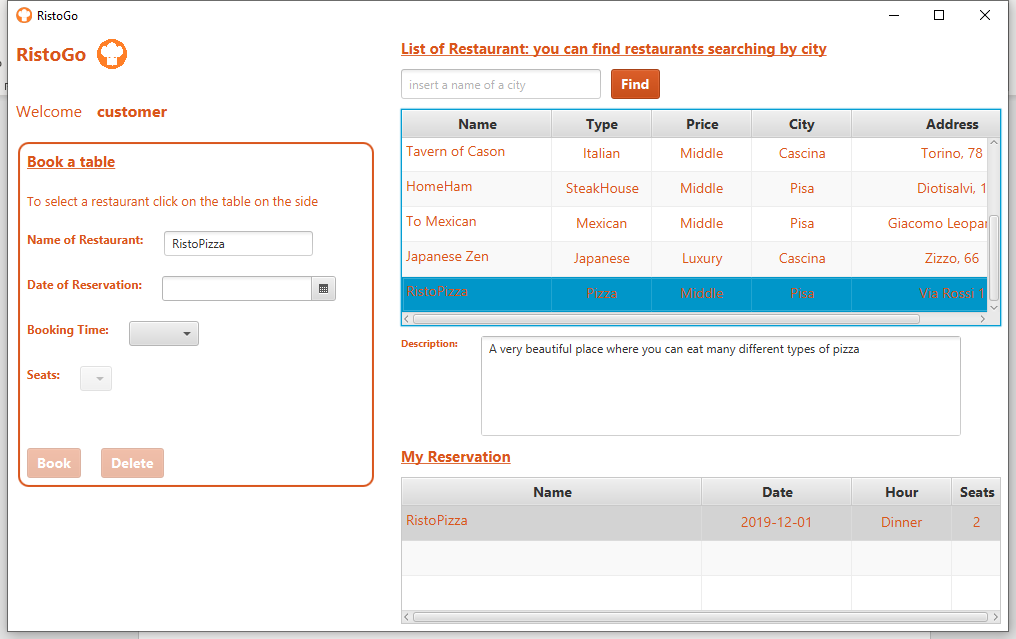 RistoGo
RistoGo
Welcome customer
Book a table
To select a restaurant click on the table on the side
Name of Restaurant: RistoPizza
Date of Reservation:
Booking Time:
Seats:
Book Delete
List of Restaurant: you can find restaurants searching by city
insert a name of a city Find
Name Type Price City Address
Tavern of Cason Italian Middle Cascina Torino, 78
HomeHam SteakHouse Middle Pisa Diotisalvi, 1
To Mexican Mexican Middle Pisa Giacomo Leopar
Japanese Zen Japanese Luxury Cascina Zizzo, 66
RistoPizza Pizza Middle Pisa Via Rossi 1
Description: A very beautiful place where you can eat many different types of pizza
My Reservation
Name Date Hour Seats
RistoPizza 2019-12-01 Dinner 2